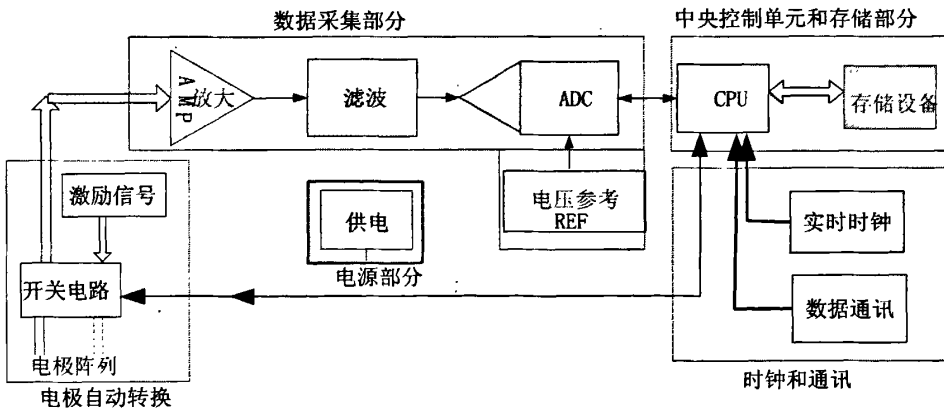 数据采集部分
中央控制单元和存储部分
AMP
放大
滤波
ADC
CPU
存储设备
激励信号
供电
电压参考
REF
实时时钟
电源部分
开关电路
数据通讯
电极阵列
电极自动转换
时钟和通讯